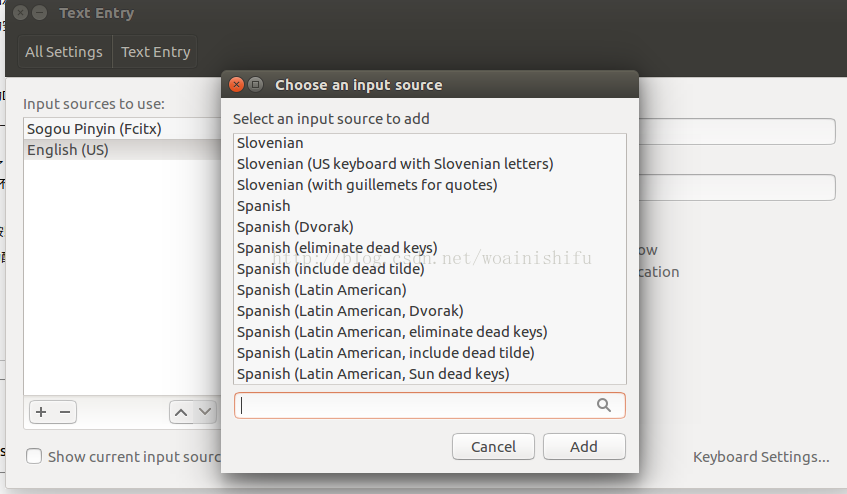 Text Entry
All Settings
Text Entry
Choose an input source
Input sources to use:
Select an input source to add
Sogou Pinyin (Fcitx)
English (US)
Slovenian
Slovenian (US keyboard with Slovenian letters)
Slovenian (with guillemets for quotes)
Spanish
Spanish (Dvorak)
Spanish (eliminate dead keys)
http://blog.csdn.net/woainishifu
Spanish (include dead tilde)
Spanish (Latin American)
Spanish (Latin American, Dvorak)
Spanish (Latin American, eliminate dead keys)
Spanish (Latin American, include dead tilde)
Spanish (Latin American, Sun dead keys)
Cancel
Add
Show current input sourc
Keyboard Settings...